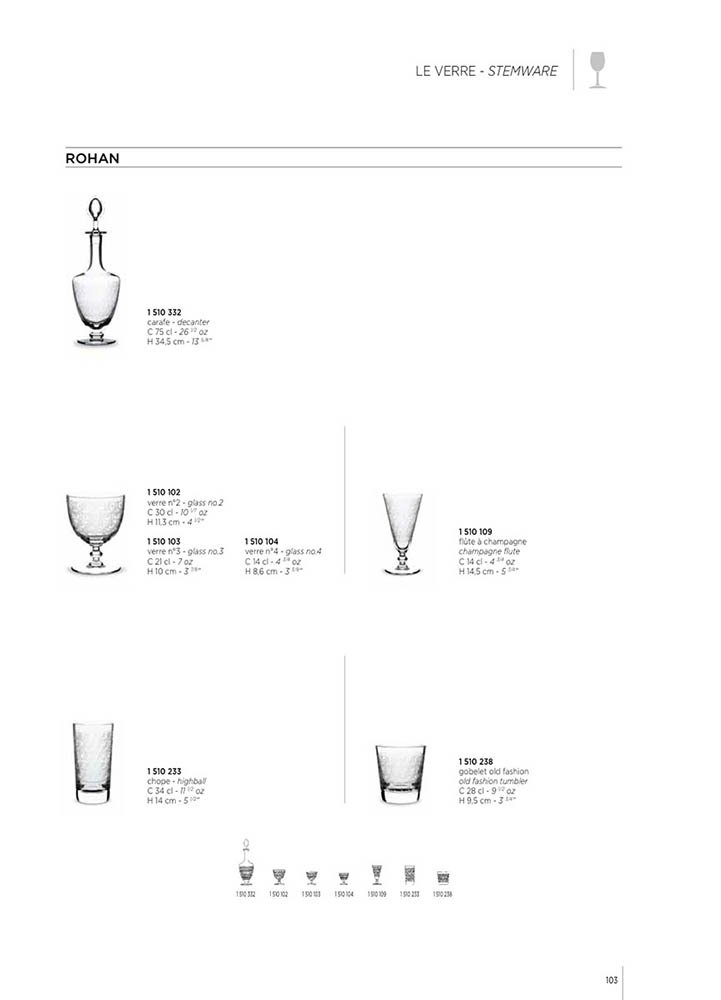 LE VERRE - STEMWARE
ROHAN
1 510 332
carafe - decanter
C 75 cl - 26 1/2 oz
H 34,5 cm - 13 5/8"
1 510 102
verre n°2 - glass no.2
C 30 cl - 10 1/2 oz
H 11,3 cm - 4 1/2"
1 510 103
verre n°3 - glass no.3
C 21 cl - 7 oz
H 10 cm - 3 7/8"
1 510 104
verre n°4 - glass no.4
C 14 cl - 4 3/4 oz
H 8,6 cm - 3 3/8"
1 510 109
flûte à champagne
champagne flute
C 14 cl - 4 3/4 oz
H 14,5 cm - 5 3/4"
1 510 233
chope - highball
C 34 cl - 11 1/2 oz
H 14 cm - 5 1/2"
1 510 238
gobelet old fashion
old fashion tumbler
C 28 cl - 9 1/2 oz
H 9,5 cm - 3 3/4"
1 510 332 1 510 102 1 510 103 1 510 104 1 510 109 1 510 233 1 510 238
103